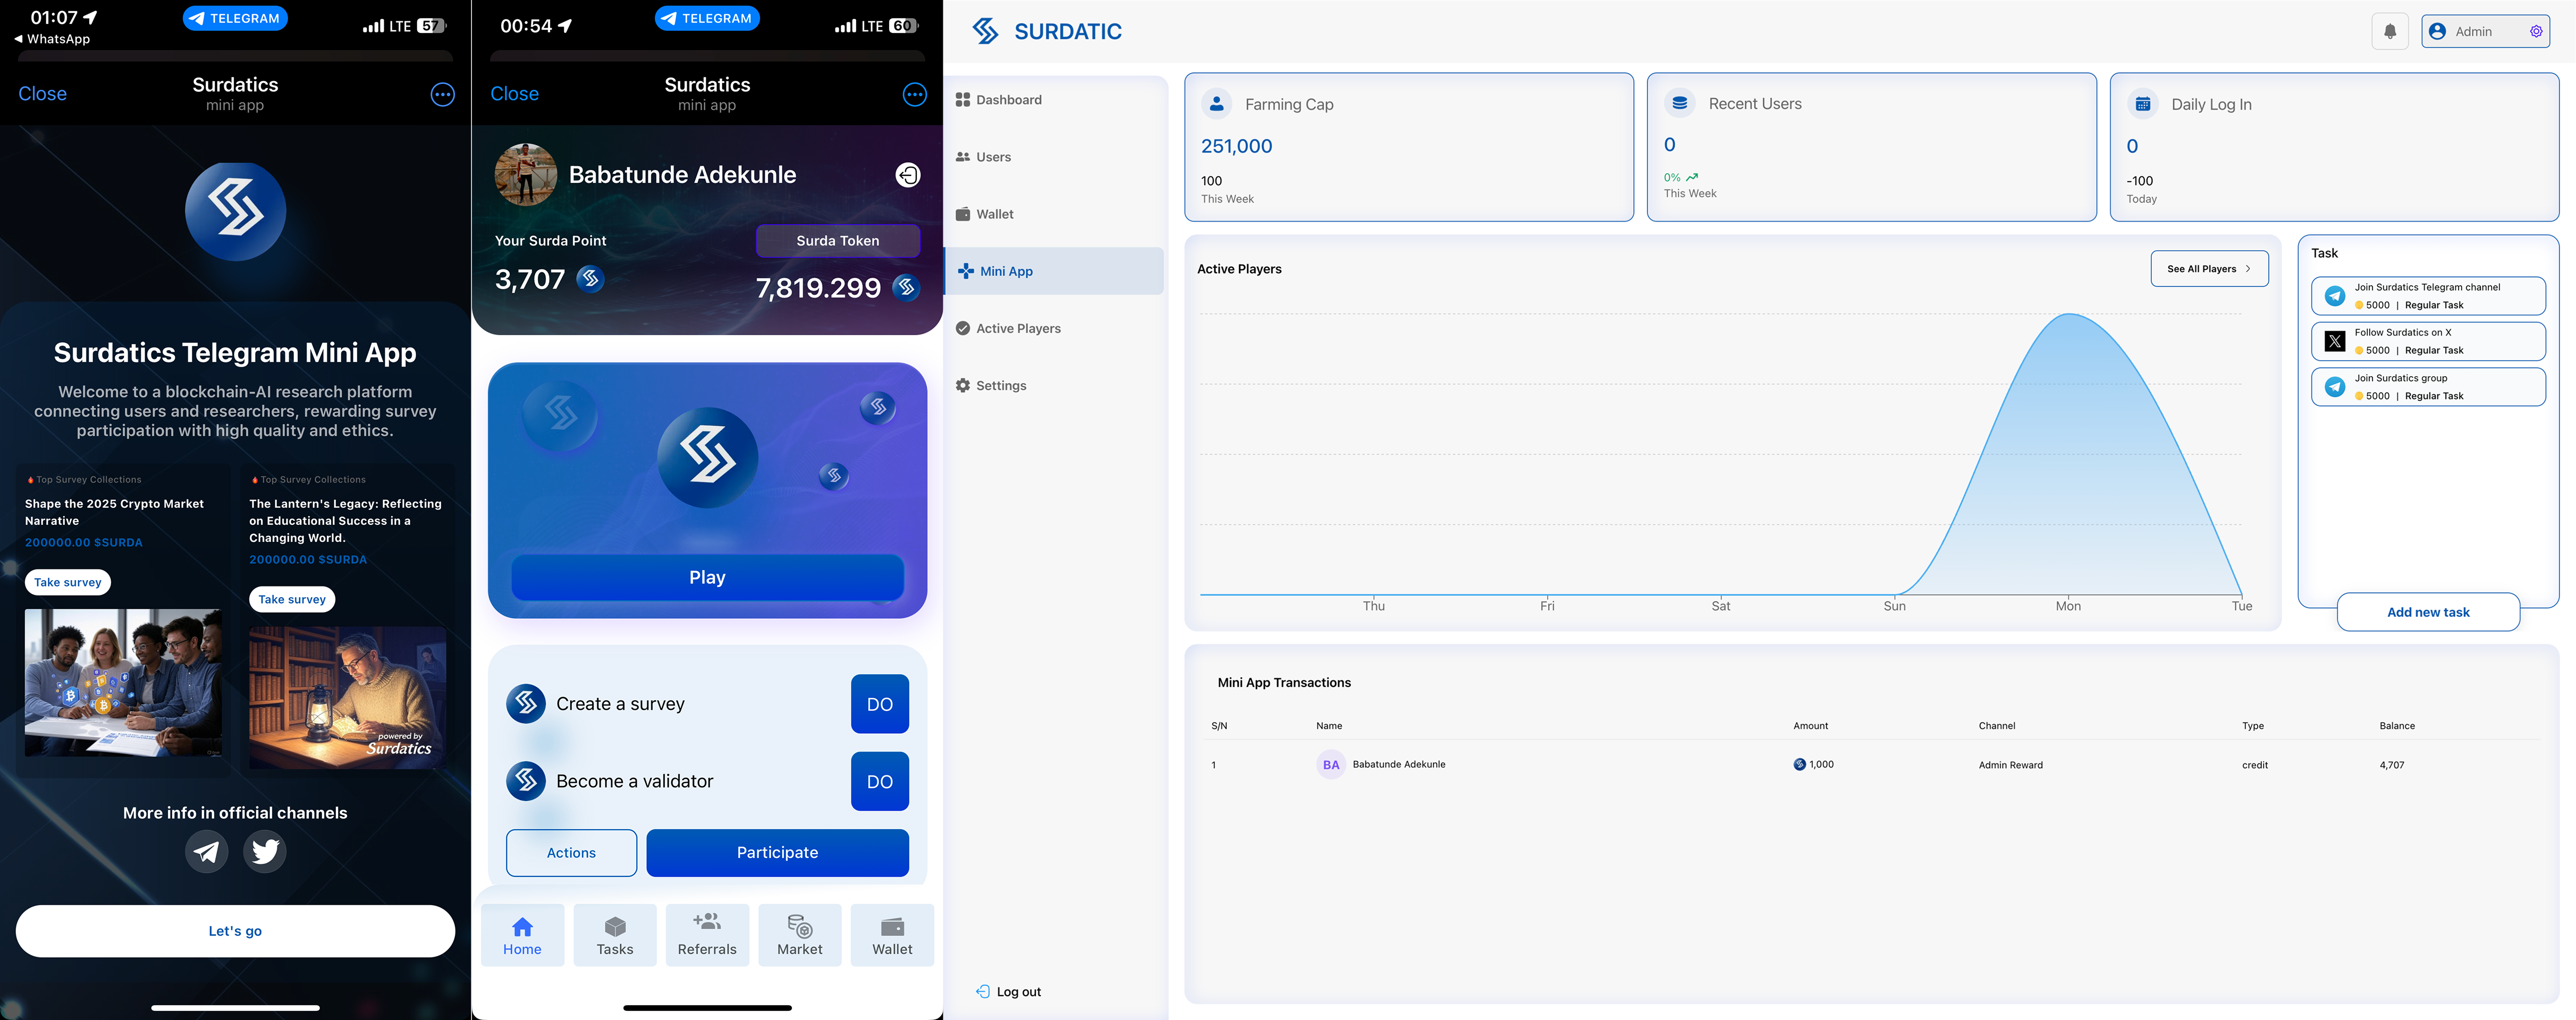 01:07
TELEGRAM
LTE 57
WhatsApp
Close
Surdatics
mini app
Surdatics Telegram Mini App
Welcome to a blockchain-AI research platform
connecting users and researchers, rewarding survey
participation with high quality and ethics.
Top Survey Collections
Shape the 2025 Crypto Market
Narrative
200000.00 $SURDA
Take survey
Top Survey Collections
The Lantern's Legacy: Reflecting
on Educational Success in a
Changing World.
200000.00 $SURDA
Take survey
powered by
Surdatics
More info in official channels
Let's go
00:54
TELEGRAM
LTE 60
Close
Surdatics
mini app
Babatunde Adekunle
Your Surda Point
3,707
Surda Token
7,819.299
Play
Create a survey
DO
Become a validator
DO
Actions
Participate
Home
Tasks
Referrals
Market
Wallet
SURDATIC
Admin
Dashboard
Users
Wallet
Mini App
Active Players
Settings
Log out
Farming Cap
251,000
100
This Week
Recent Users
0
0%
This Week
Daily Log In
0
-100
Today
Active Players
See All Players
Thu Fri Sat Sun Mon Tue
Task
Join Surdatics Telegram channel
5000 | Regular Task
Follow Surdatics on X
5000 | Regular Task
Join Surdatics group
5000 | Regular Task
Add new task
Mini App Transactions
S/N Name Amount Channel Type Balance
1 BA Babatunde Adekunle 1,000 Admin Reward credit 4,707